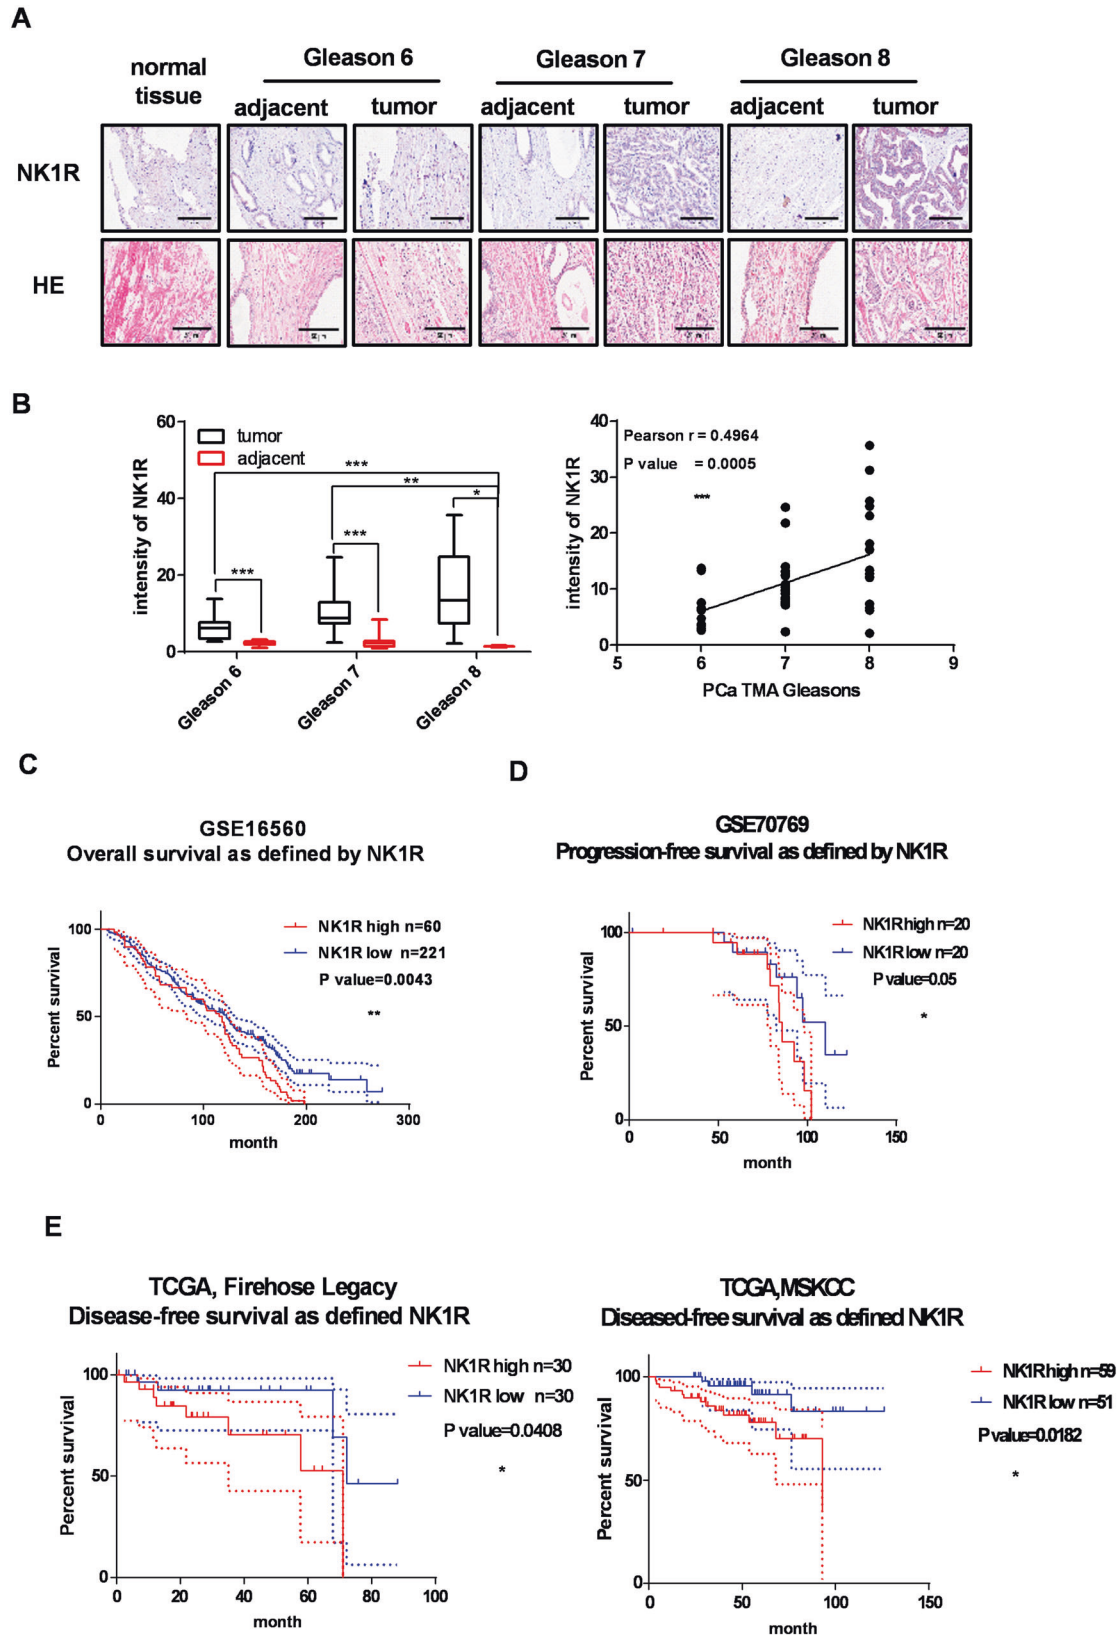 A
normal
tissue
Gleason 6
Gleason 7
Gleason 8
adjacent
tumor
adjacent
tumor
adjacent
tumor
NK1R
HE
B
60
40
20
0
intensity of NK1R
tumor
adjacent
***
**
*
***
***
Gleason 6
Gleason 7
Gleason 8
40
30
20
10
0
intensity of NK1R
Pearson r = 0.4964
P value = 0.0005
***
5
6
7
8
9
PCa TMA Gleasons
C
GSE16560
Overall survival as defined by NK1R
NK1R high n=60
NK1R low n=221
P value=0.0043
**
100
50
0
Percent survival
0
100
200
300
month
D
GSE70769
Progression-free survival as defined by NK1R
NK1R high n=20
NK1R low n=20
P value=0.05
*
100
50
0
Percent survival
0
50
100
150
month
E
TCGA, Firehose Legacy
Disease-free survival as defined NK1R
NK1R high n=30
NK1R low n=30
P value=0.0408
*
100
50
0
Percent survival
0
20
40
60
80
100
month
TCGA,MSKCC
Diseased-free survival as defined NK1R
NK1R high n=59
NK1R low n=51
P value=0.0182
*
100
50
0
Percent survival
0
50
100
150
month